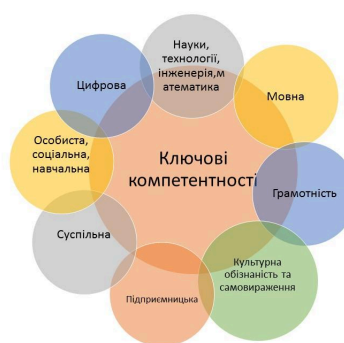 Науки,
технології,
інженерія,м
атематика
Мовна
Грамотність
Культурна
обізнаність та
самовираження
Підприємницька
Суспільна
Особиста,
соціальна,
навчальна
Цифрова
Ключові
компетентності